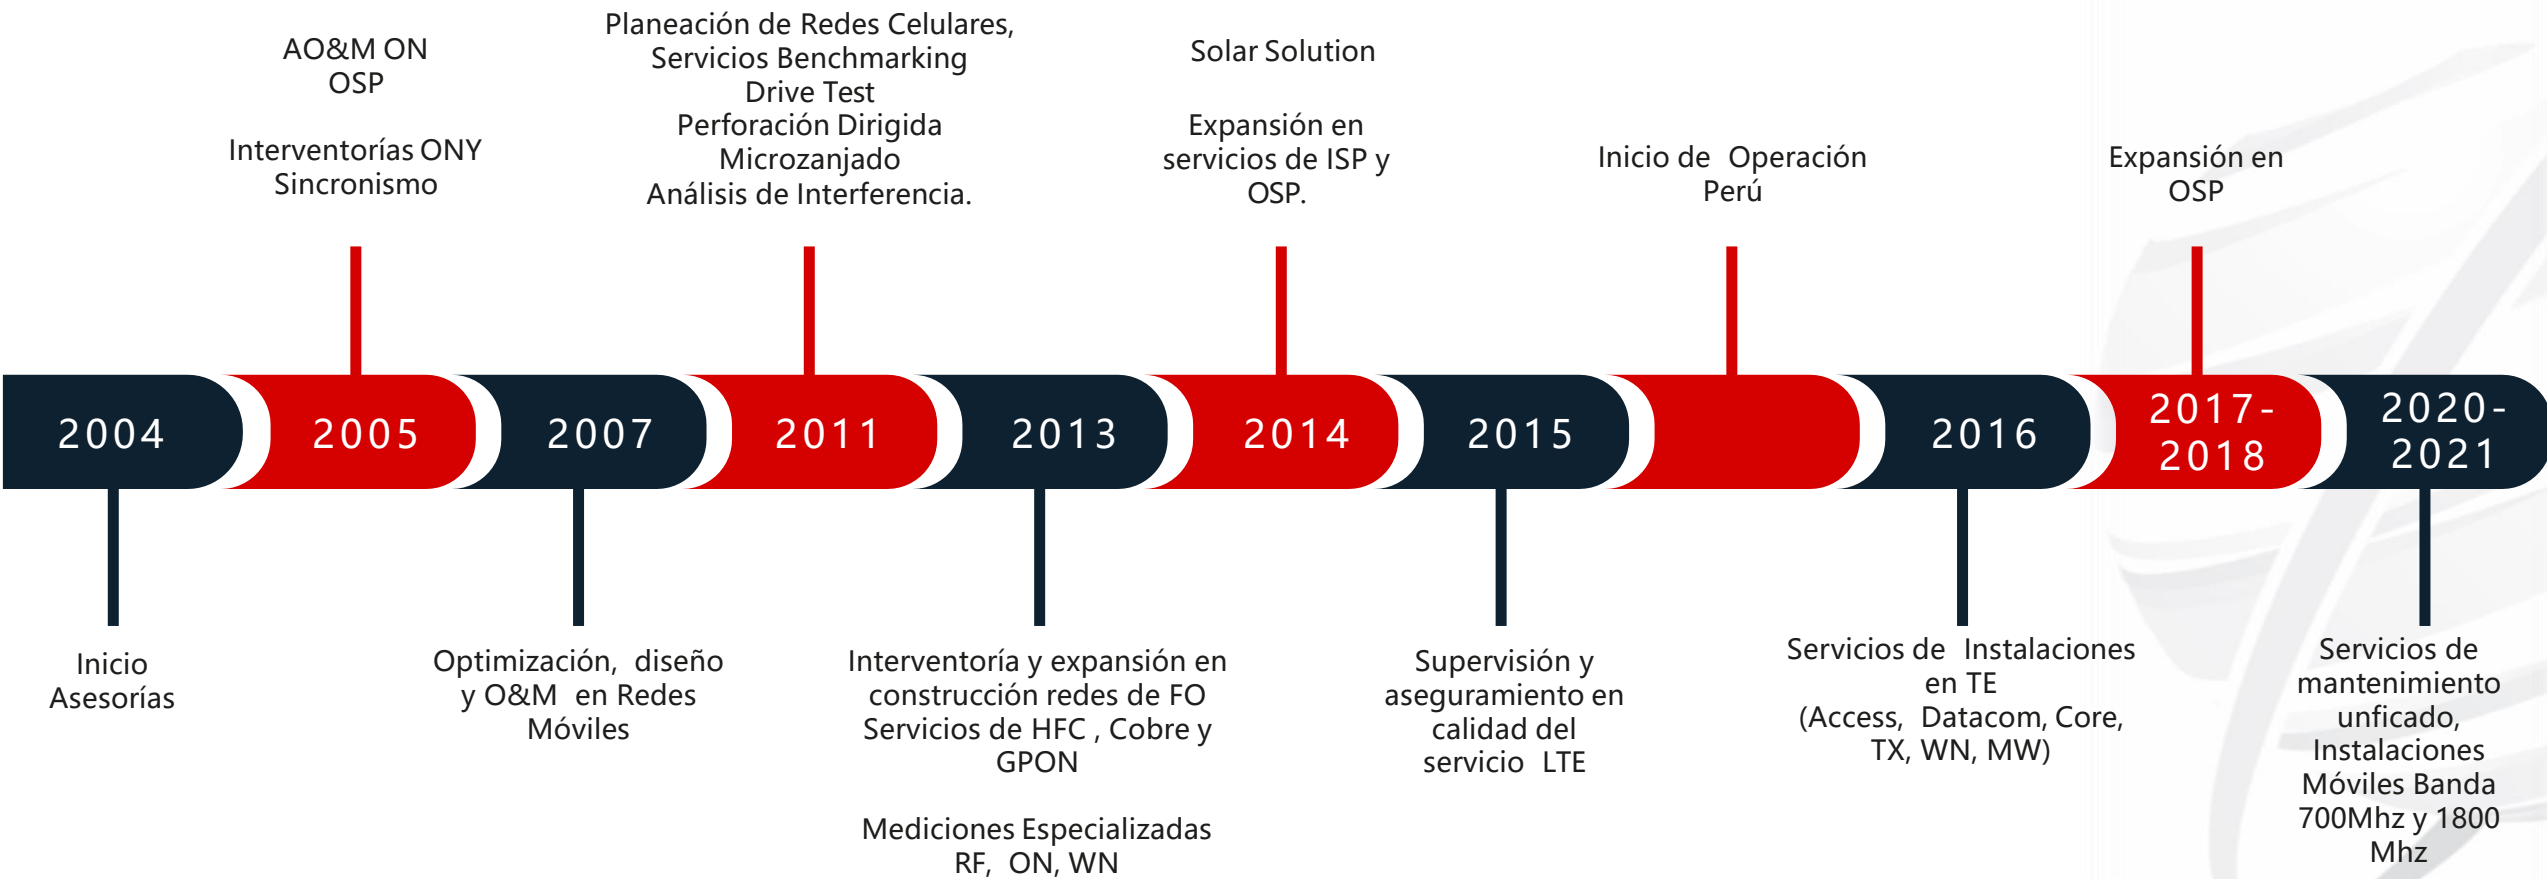 AO&M ON
OSP
Interventorías ONY
Sincronismo
Planeación de Redes Celulares,
Servicios Benchmarking
Drive Test
Perforación Dirigida
Microzanjado
Análisis de Interferencia.
Solar Solution
Expansión en
servicios de ISP y
OSP.
Inicio de Operación
Perú
Expansión en
OSP
2004
2005
2007
2011
2013
2014
2015
2016
2017-
2018
2020-
2021
Inicio
Asesorías
Optimización, diseño
y O&M en Redes
Móviles
Interventoría y expansión en
construcción redes de FO
Servicios de HFC , Cobre y
GPON
Mediciones Especializadas
RF, ON, WN
Supervisión y
aseguramiento en
calidad del
servicio LTE
Servicios de Instalaciones
en TE
(Access, Datacom, Core,
TX, WN, MW)
Servicios de
mantenimiento
unficado,
Instalaciones
Móviles Banda
700Mhz y 1800
Mhz